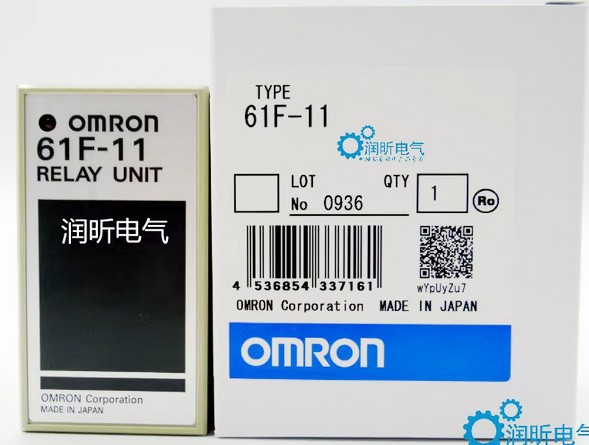 OMRON
61F-11
RELAY UNIT
润昕电气
OMRON Corporation
MADE IN JAPAN
TYPE
61F-11
润昕电气
LOT
No 0936
QTY
1
Ro
4 536854 337161
wYpUyZu7
OMRON Corporation MADE IN JAPAN
OMRON
润昕电气